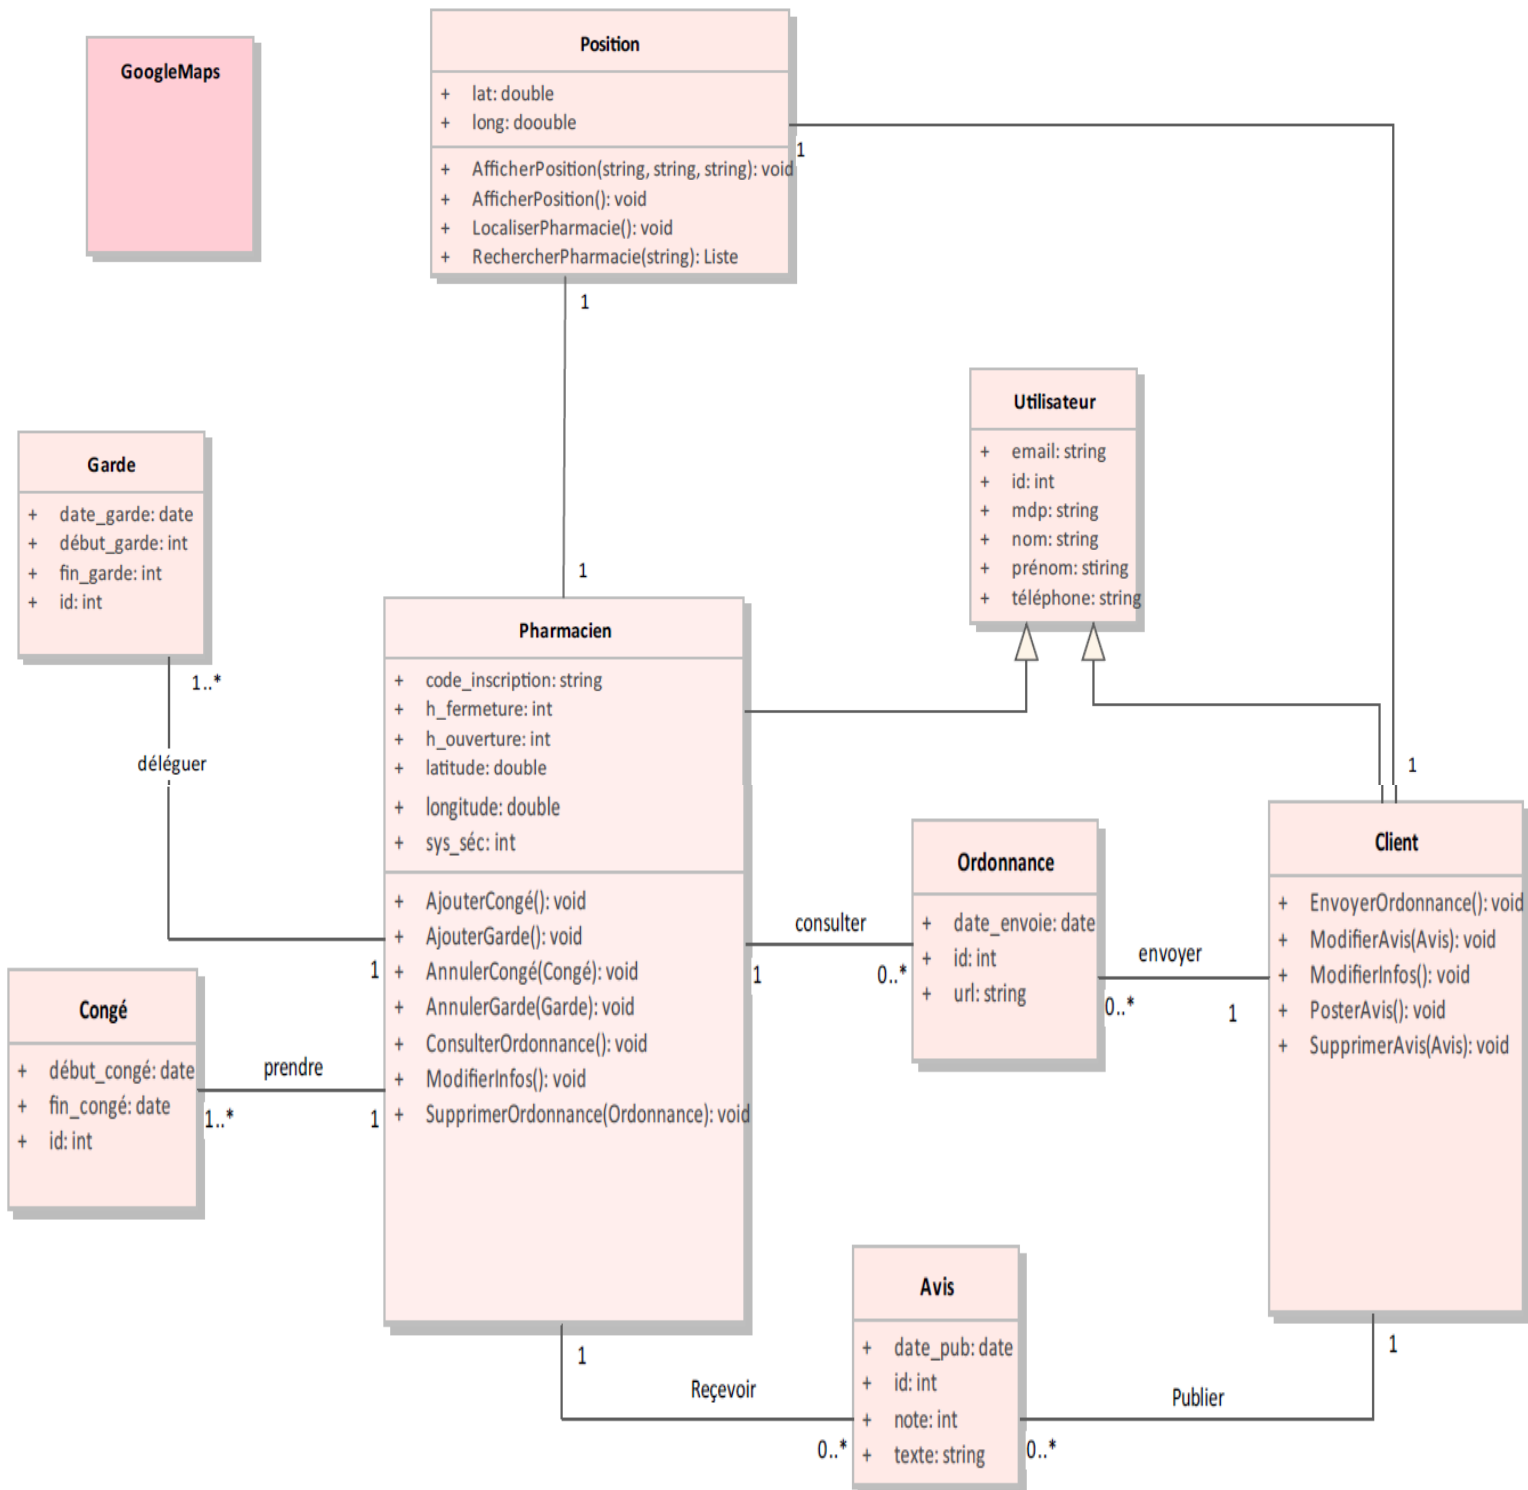 GoogleMaps
Position
+ lat: double
+ long: doouble
+ AfficherPosition(string, string, string): void
+ AfficherPosition(): void
+ LocaliserPharmacie(): void
+ RechercherPharmacie(string): Liste
1
1
Utilisateur
+ email: string
+ id: int
+ mdp: string
+ nom: string
+ prénom: stiring
+ téléphone: string
Garde
+ date_garde: date
+ début_garde: int
+ fin_garde: int
+ id: int
1..*
déléguer
1
1
Pharmacien
+ code_inscription: string
+ h_fermeture: int
+ h_ouverture: int
+ latitude: double
+ longitude: double
+ sys_séc: int
+ AjouterCongé(): void
+ AjouterGarde(): void
+ AnnulerCongé(Congé): void
+ AnnulerGarde(Garde): void
+ ConsulterOrdonnance(): void
+ ModifierInfos(): void
+ SupprimerOrdonnance(Ordonnance): void
consulter
1
0..*
Ordonnance
+ date_envoie: date
+ id: int
+ url: string
envoyer
0..*
1
1
Client
+ EnvoyerOrdonnance(): void
+ ModifierAvis(Avis): void
+ ModifierInfos(): void
+ PosterAvis(): void
+ SupprimerAvis(Avis): void
Congé
+ début_congé: date
+ fin_congé: date
+ id: int
prendre
1..*
1
1
Reçevoir
0..*
Avis
+ date_pub: date
+ id: int
+ note: int
+ texte: string
Publier
0..*
1